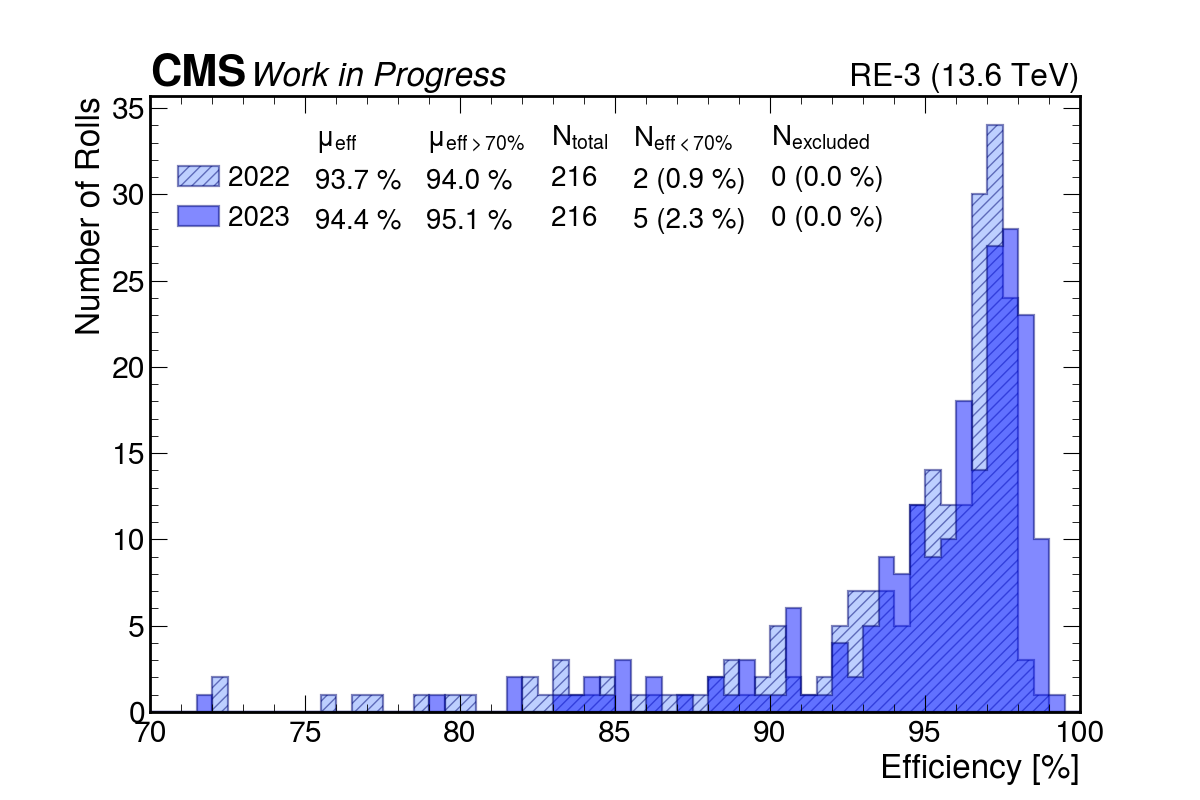 CMS Work in Progress RE-3 (13.6 TeV)
Number of Rolls
μeff μeff > 70% Ntotal Neff < 70% Nexcluded
2022 93.7 % 94.0 % 216 2 (0.9 %) 0 (0.0 %)
2023 94.4 % 95.1 % 216 5 (2.3 %) 0 (0.0 %)
35
30
25
20
15
10
5
0
70 75 80 85 90 95 100
Efficiency [%]